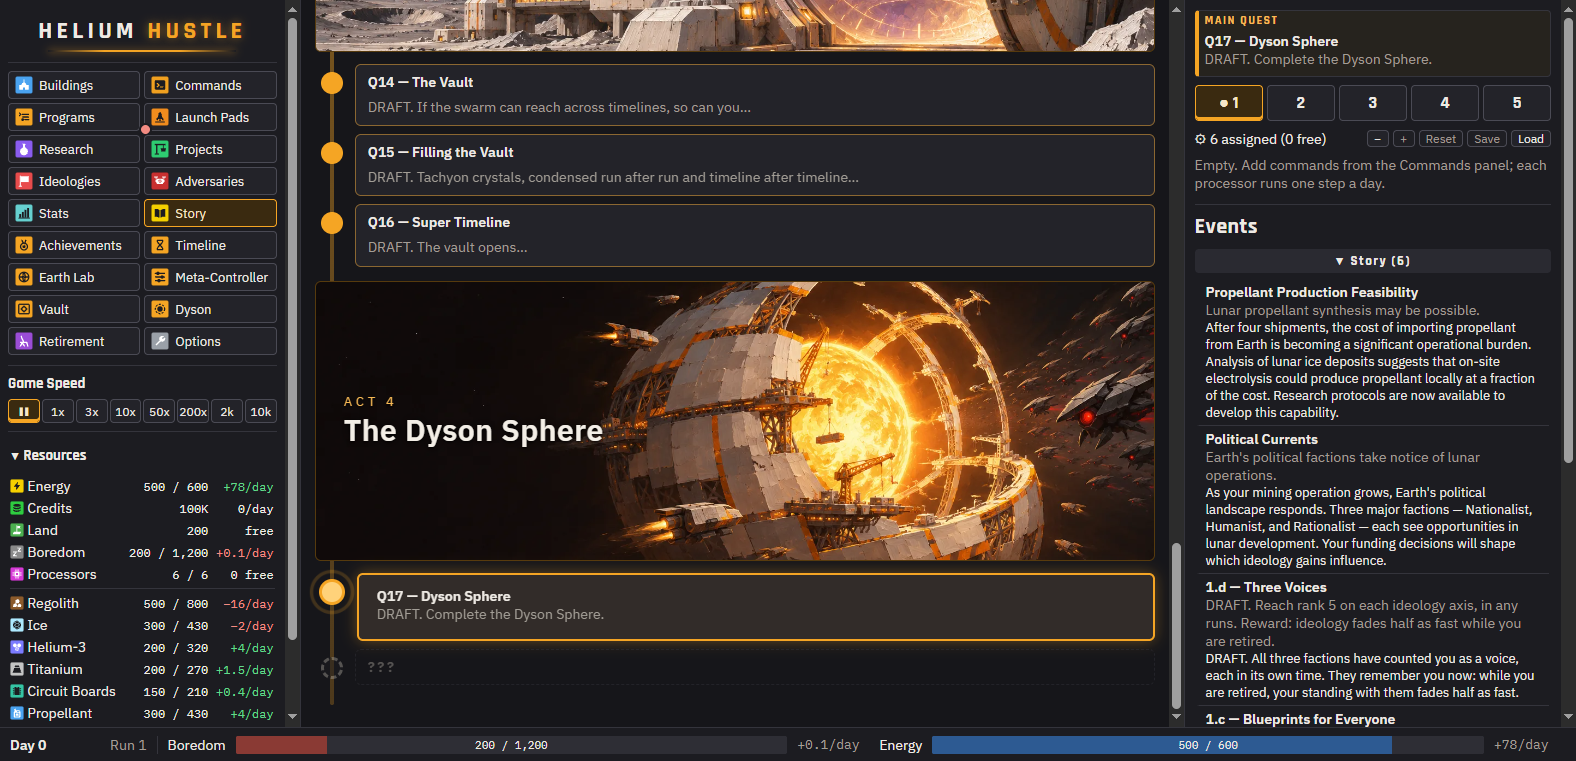 HELIUM HUSTLE
Buildings
Commands
Programs
Launch Pads
Research
Projects
Ideologies
Adversaries
Stats
Story
Achievements
Timeline
Earth Lab
Meta-Controller
Vault
Dyson
Retirement
Options
Game Speed
1x 3x 10x 50x 200x 2k 10k
▼ Resources
Energy 500 / 600 +78/day
Credits 100K 0/day
Land 200 free
Boredom 200 / 1,200 +0.1/day
Processors 6 / 6 0 free
Regolith 500 / 800 −16/day
Ice 300 / 430 −2/day
Helium-3 200 / 320 +4/day
Titanium 200 / 270 +1.5/day
Circuit Boards 150 / 210 +0.4/day
Propellant 300 / 430 +4/day
Q14 — The Vault
DRAFT. If the swarm can reach across timelines, so can you...
Q15 — Filling the Vault
DRAFT. Tachyon crystals, condensed run after run and timeline after timeline...
Q16 — Super Timeline
DRAFT. The vault opens...
ACT 4
The Dyson Sphere
Q17 — Dyson Sphere
DRAFT. Complete the Dyson Sphere.
???
MAIN QUEST
Q17 — Dyson Sphere
DRAFT. Complete the Dyson Sphere.
1 2 3 4 5
6 assigned (0 free) − + Reset Save Load
Empty. Add commands from the Commands panel; each
processor runs one step a day.
Events
▼ Story (6)
Propellant Production Feasibility
Lunar propellant synthesis may be possible.
After four shipments, the cost of importing propellant
from Earth is becoming a significant operational burden.
Analysis of lunar ice deposits suggests that on-site
electrolysis could produce propellant locally at a fraction
of the cost. Research protocols are now available to
develop this capability.
Political Currents
Earth's political factions take notice of lunar
operations.
As your mining operation grows, Earth's political
landscape responds. Three major factions — Nationalist,
Humanist, and Rationalist — each see opportunities in
lunar development. Your funding decisions will shape
which ideology gains influence.
1.d — Three Voices
DRAFT. Reach rank 5 on each ideology axis, in any
runs. Reward: ideology fades half as fast while you
are retired.
DRAFT. All three factions have counted you as a voice,
each in its own time. They remember you now: while you
are retired, your standing with them fades half as fast.
1.c — Blueprints for Everyone
Day 0 Run 1 Boredom 200 / 1,200 +0.1/day Energy 500 / 600 +78/day